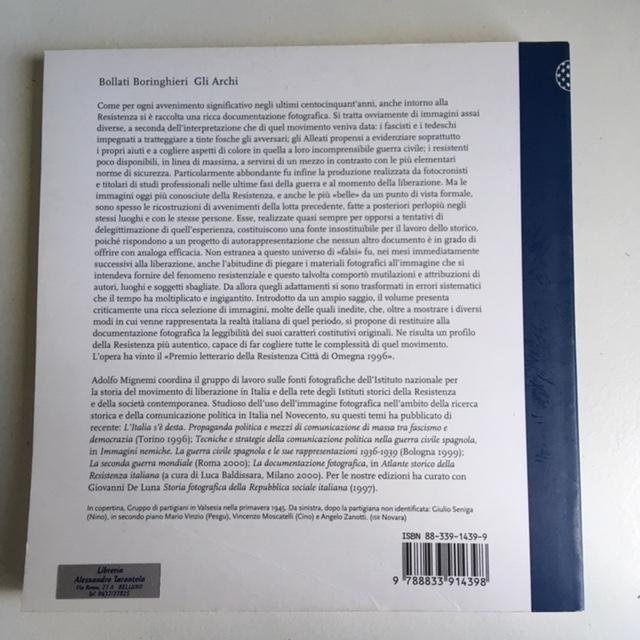 Bollati Boringhieri Gli Archi
Come per ogni avvenimento significativo negli ultimi centocinquant'anni, anche intorno alla
Resistenza si è raccolta una ricca documentazione fotografica. Si tratta ovviamente di immagini assai
diverse, a seconda dell'interpretazione che di quel movimento veniva data: i fascisti e i tedeschi
impegnati a tratteggiare a tinte fosche gli avversari; gli Alleati propensi a evidenziare soprattutto
i propri aiuti e a cogliere aspetti di colore in quella a loro incomprensibile guerra civile; i resistenti
poco disponibili, in linea di massima, a servirsi di un mezzo in contrasto con le più elementari
norme di sicurezza. Particolarmente abbondante fu infine la produzione realizzata da fotocronisti
e titolari di studi professionali nelle ultime fasi della guerra e al momento della liberazione. Ma le
immagini oggi più conosciute della Resistenza, e anche le più «belle» da un punto di vista formale,
sono spesso le ricostruzioni di avvenimenti della lotta precedente, fatte a posteriori perlopiù negli
stessi luoghi e con le stesse persone. Esse, realizzate quasi sempre per opporsi a tentativi di
delegittimazione di quell'esperienza, costituiscono una fonte insostituibile per il lavoro dello storico,
poiché rispondono a un progetto di autorappresentazione che nessun altro documento è in grado di
offrire con analoga efficacia. Non estranea a questo universo di «falsi» fu, nei mesi immediatamente
successivi alla liberazione, anche l'abitudine di piegare i materiali fotografici all'immagine che si
intendeva fornire del fenomeno resistenziale e questo talvolta comportò mutilazioni e attribuzioni di
autori, luoghi e soggetti sbagliate. Da allora quegli adattamenti si sono trasformati in errori sistematici
che il tempo ha moltiplicato e ingigantito. Introdotto da un ampio saggio, il volume presenta
criticamente una ricca selezione di immagini, molte delle quali inedite, che, oltre a mostrare i diversi
modi in cui venne rappresentata la realtà italiana di quel periodo, si propone di restituire alla
documentazione fotografica la leggibilità dei suoi caratteri costitutivi originali. Ne risulta un profilo
della Resistenza più autentico, capace di far cogliere tutte le complessità di quel movimento.
L'opera ha vinto il «Premio letterario della Resistenza Città di Omegna 1996».
Adolfo Mignemi coordina il gruppo di lavoro sulle fonti fotografiche dell'Istituto nazionale per
la storia del movimento di liberazione in Italia e della rete degli Istituti storici della Resistenza
e della società contemporanea. Studioso dell'uso dell'immagine fotografica nell'àmbito della ricerca
storica e della comunicazione politica in Italia nel Novecento, su questi temi ha pubblicato di
recente: L'Italia s'è desta. Propaganda politica e mezzi di comunicazione di massa tra fascismo e
democrazia (Torino 1996); Tecniche e strategie della comunicazione politica nella guerra civile spagnola,
in Immagini nemiche. La guerra civile spagnola e le sue rappresentazioni 1936-1939 (Bologna 1999);
La seconda guerra mondiale (Roma 2000); La documentazione fotografica, in Atlante storico della
Resistenza italiana (a cura di Luca Baldissara, Milano 2000). Per le nostre edizioni ha curato con
Giovanni De Luna Storia fotografica della Repubblica sociale italiana (1997).
In copertina, Gruppo di partigiani in Valsesia nella primavera 1945. Da sinistra, dopo la partigiana non identificata: Giulio Seniga
(Nino), in secondo piano Mario Vinzio (Pesgu), Vincenzo Moscatelli (Cino) e Angelo Zanotti. (ISR Novara)
ISBN 88-339-1439-9
9 788833 914398
Libreria
Alessandro Tarantola
Via Roma, 27 A BELLUNO
Tel. 0437/27825